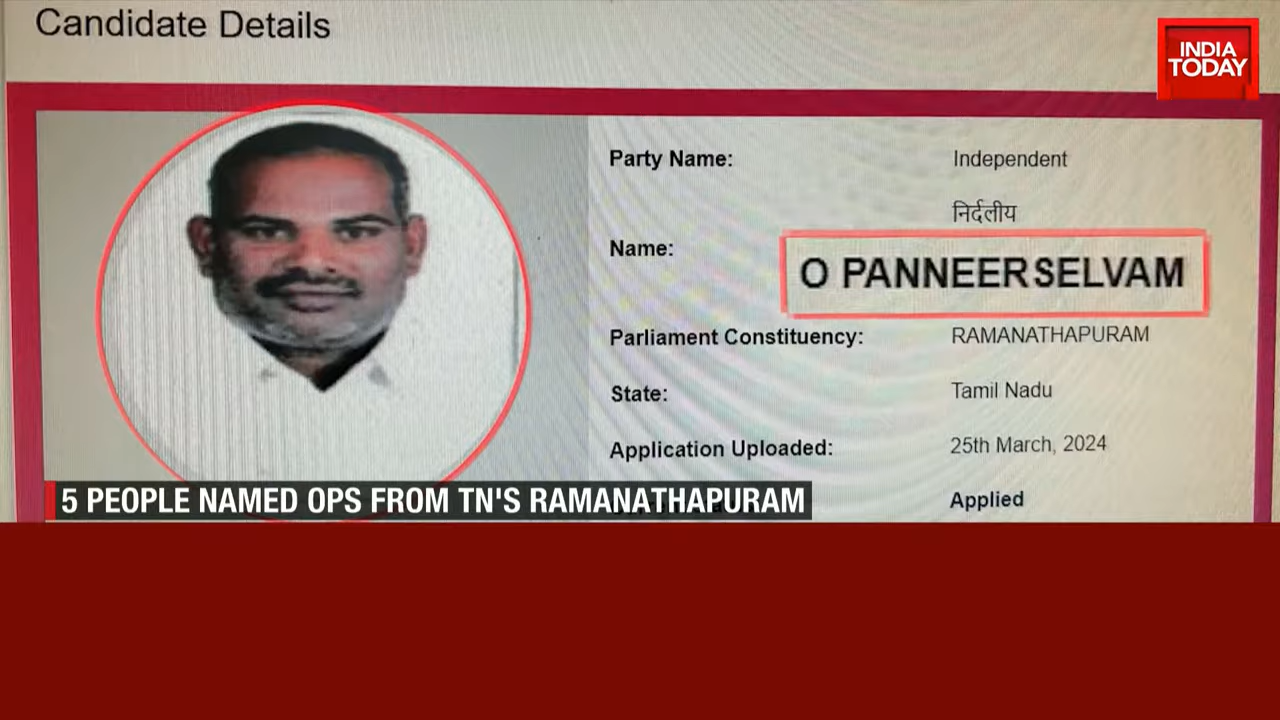 Candidate Details
INDIA
TODAY
Party Name: Independent
निर्दलीय
Name: O PANNEERSELVAM
Parliament Constituency: RAMANATHAPURAM
State: Tamil Nadu
Application Uploaded: 25th March, 2024
Applied
5 PEOPLE NAMED OPS FROM TN'S RAMANATHAPURAM